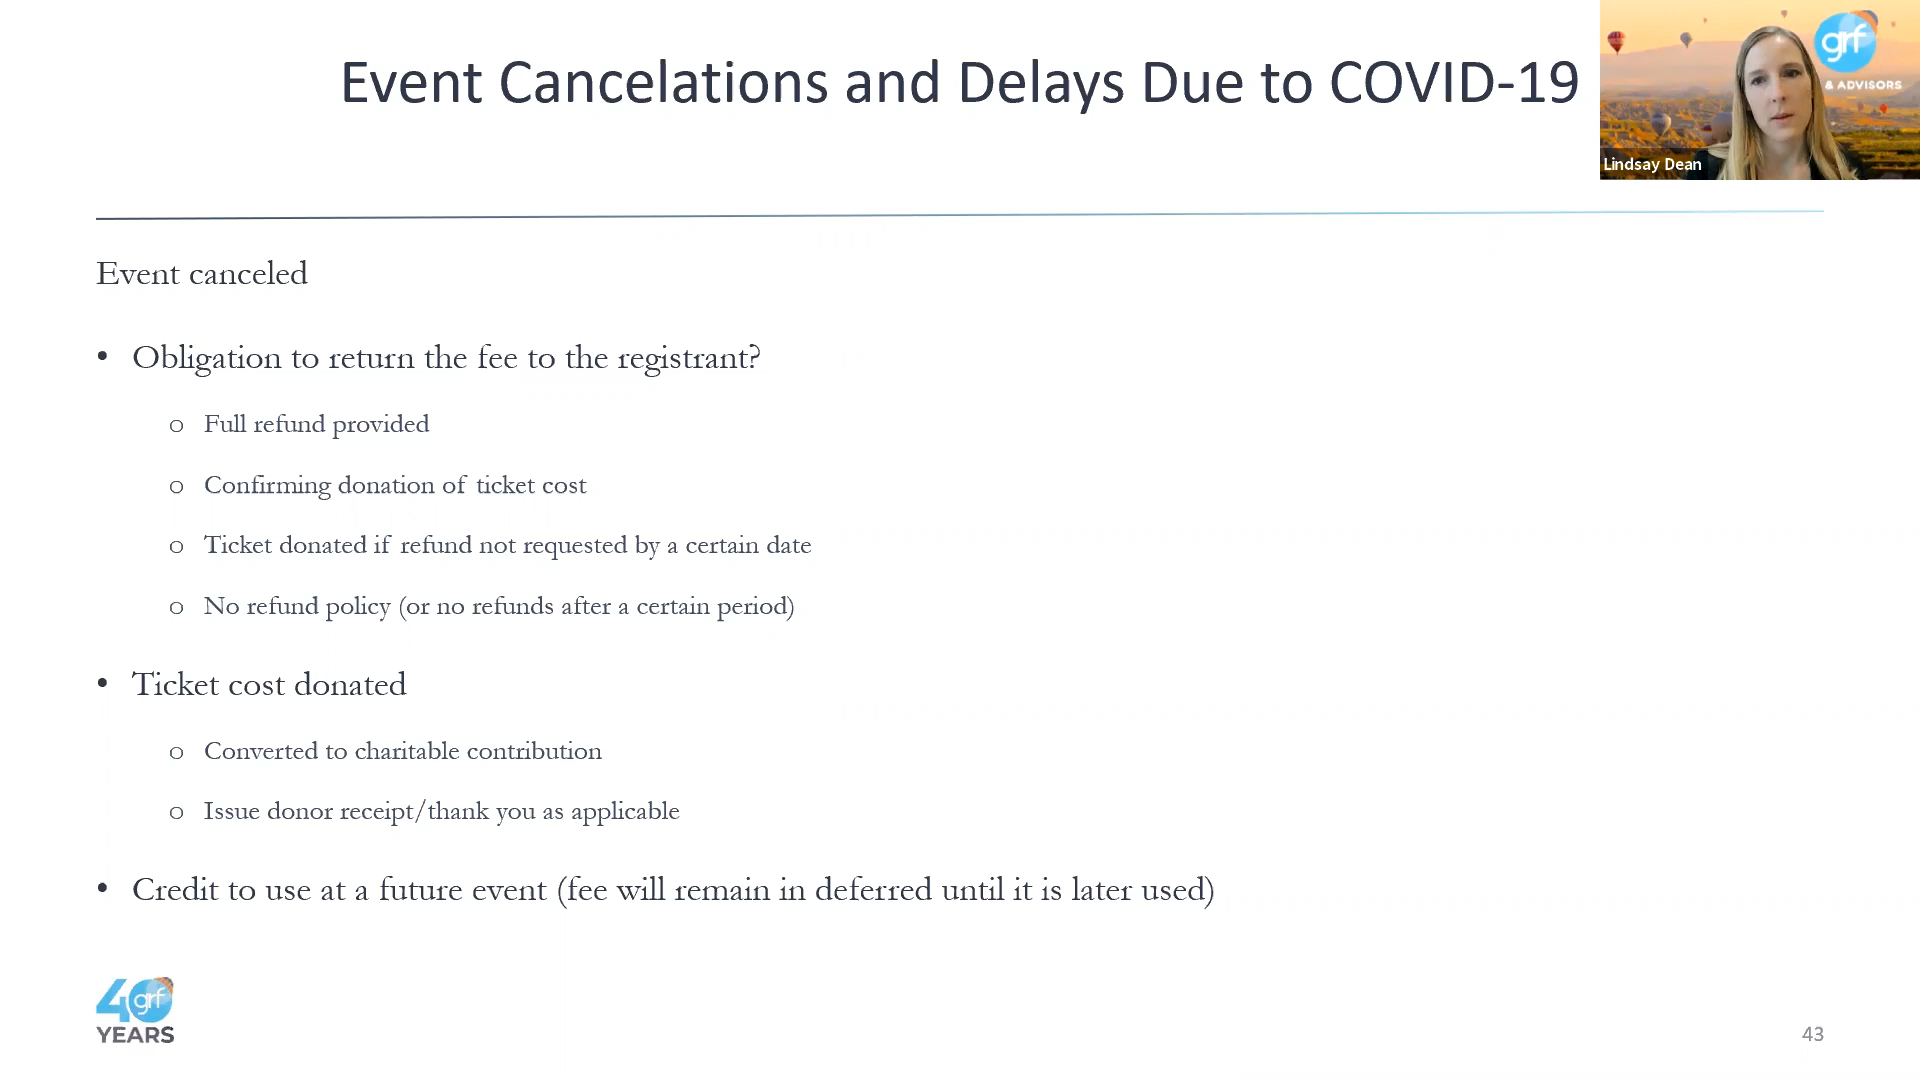 Event Cancelations and Delays Due to COVID-19
grf
& ADVISORS
Lindsay Dean
Event canceled
• Obligation to return the fee to the registrant?
o Full refund provided
o Confirming donation of ticket cost
o Ticket donated if refund not requested by a certain date
o No refund policy (or no refunds after a certain period)
• Ticket cost donated
o Converted to charitable contribution
o Issue donor receipt/thank you as applicable
• Credit to use at a future event (fee will remain in deferred until it is later used)
40 grf
YEARS
43